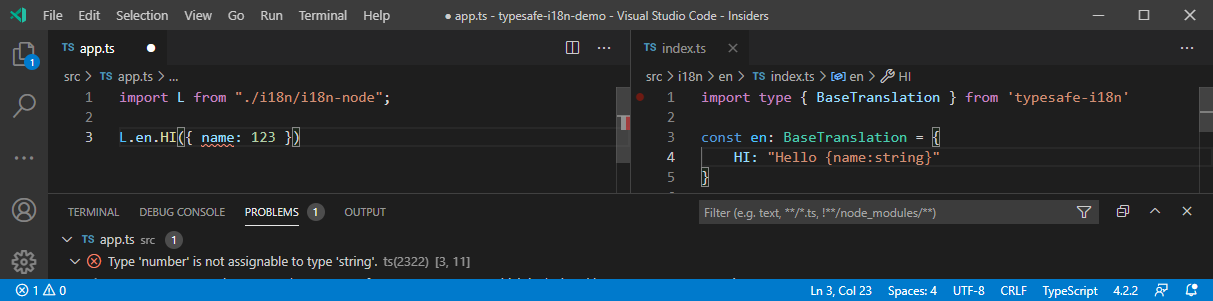 File Edit View Go Run Terminal Help ● app.ts - typesafe-i18n-demo - Visual Studio Code - Insiders
TS app.ts ●
src > TS app.ts > ...
1 import L from "./i18n/i18n-node";
2
3 L.en.HI({ name: 123 })
TS index.ts
src > i18n > en > TS index.ts > en > HI
1 import type { BaseTranslation } from 'typesafe-i18n'
2
3 const en: BaseTranslation = {
4 HI: "Hello {name:string}"
5 }
1
TERMINAL DEBUG CONSOLE PROBLEMS 1 OUTPUT Filter (e.g. text, **/*.ts, !**/node_modules/**)
TS app.ts src 1
Type 'number' is not assignable to type 'string'. ts(2322) [3, 11]
1 0 Ln 3, Col 23 Spaces: 4 UTF-8 CRLF TypeScript 4.2.2